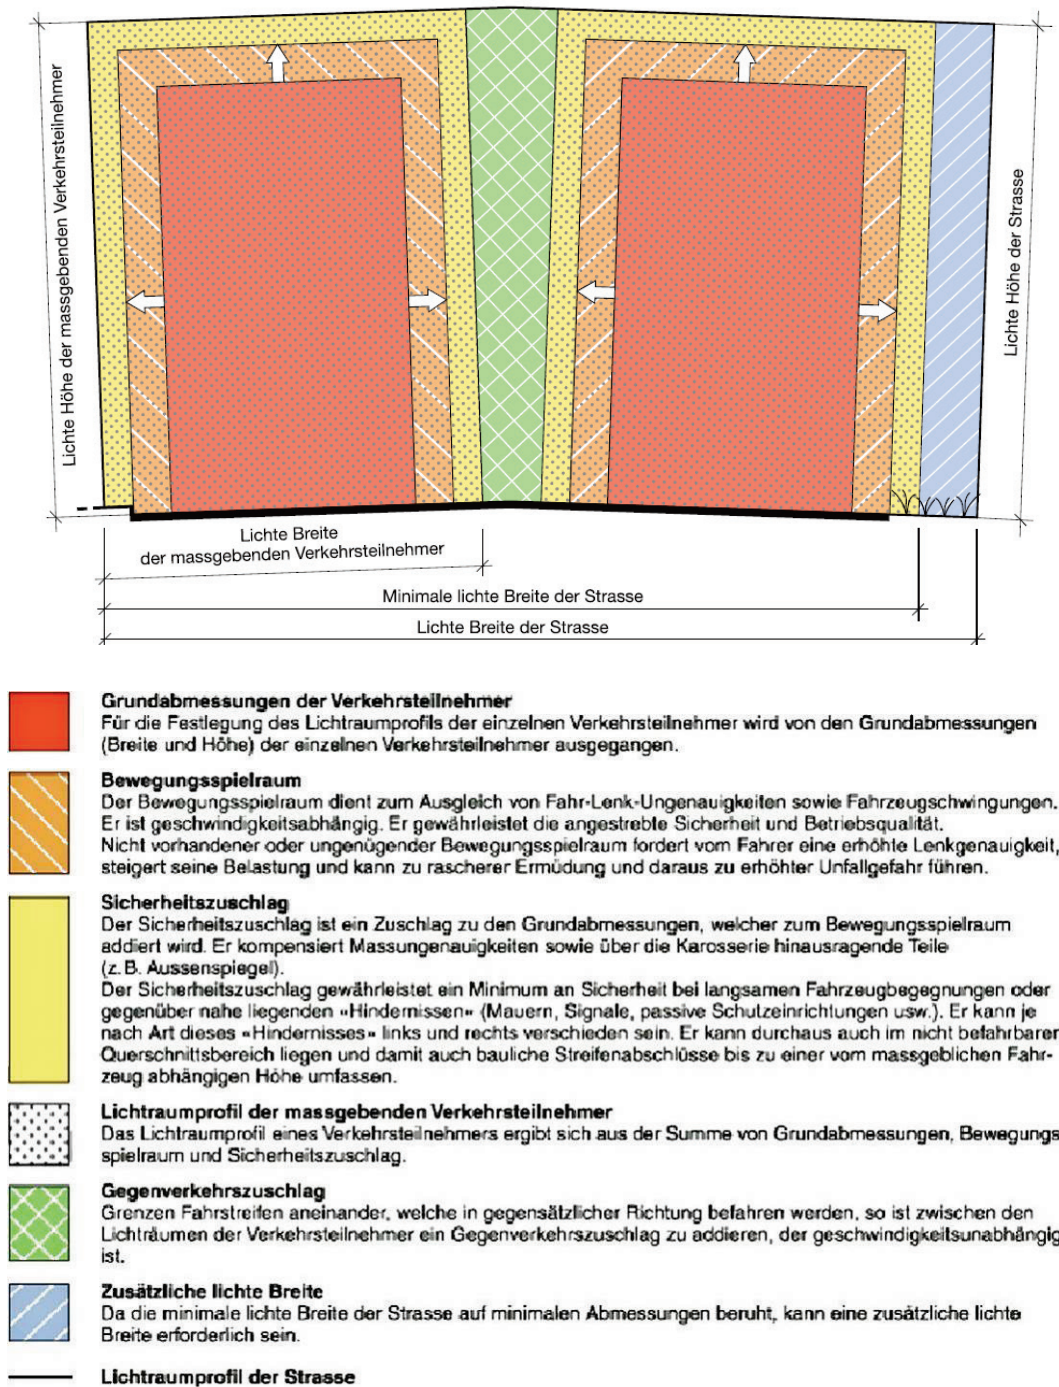 Lichte Höhe der massgebenden Verkehrsteilnehmer
Lichte Höhe der Strasse
Lichte Breite
der massgebenden Verkehrsteilnehmer
Minimale lichte Breite der Strasse
Lichte Breite der Strasse
Grundabmessungen der Verkehrsteilnehmer
Für die Festlegung des Lichtraumprofils der einzelnen Verkehrsteilnehmer wird von den Grundabmessungen
(Breite und Höhe) der einzelnen Verkehrsteilnehmer ausgegangen.
Bewegungsspielraum
Der Bewegungsspielraum dient zum Ausgleich von Fahr-Lenk-Ungenauigkeiten sowie Fahrzeugschwingungen.
Er ist geschwindigkeitsabhängig. Er gewährleistet die angestrebte Sicherheit und Betriebsqualität.
Nicht vorhandener oder ungenügender Bewegungsspielraum fordert vom Fahrer eine erhöhte Lenkgenauigkeit,
steigert seine Belastung und kann zu rascherer Ermüdung und daraus zu erhöhter Unfallgefahr führen.
Sicherheitszuschlag
Der Sicherheitszuschlag ist ein Zuschlag zu den Grundabmessungen, welcher zum Bewegungsspielraum
addiert wird. Er kompensiert Massungenauigkeiten sowie über die Karosserie hinausragende Teile
(z.B. Aussenspiegel).
Der Sicherheitszuschlag gewährleistet ein Minimum an Sicherheit bei langsamen Fahrzeugbegegnungen oder
gegenüber nahe liegenden «Hindernissen» (Mauern, Signale, passive Schutzeinrichtungen usw.). Er kann je
nach Art dieses «Hindernisses» links und rechts verschieden sein. Er kann durchaus auch im nicht befahrbaren
Querschnittsbereich liegen und damit auch bauliche Streifenabschlüsse bis zu einer vom massgeblichen Fahr-
zeug abhängigen Höhe umfassen.
Lichtraumprofil der massgebenden Verkehrsteilnehmer
Das Lichtraumprofil eines Verkehrsteilnehmers ergibt sich aus der Summe von Grundabmessungen, Bewegungs
spielraum und Sicherheitszuschlag.
Gegenverkehrszuschlag
Grenzen Fahrstreifen aneinander, welche in gegensätzlicher Richtung befahren werden, so ist zwischen den
Lichträumen der Verkehrsteilnehmer ein Gegenverkehrszuschlag zu addieren, der geschwindigkeitsunabhängig
ist.
Zusätzliche lichte Breite
Da die minimale lichte Breite der Strasse auf minimalen Abmessungen beruht, kann eine zusätzliche lichte
Breite erforderlich sein.
Lichtraumprofil der Strasse